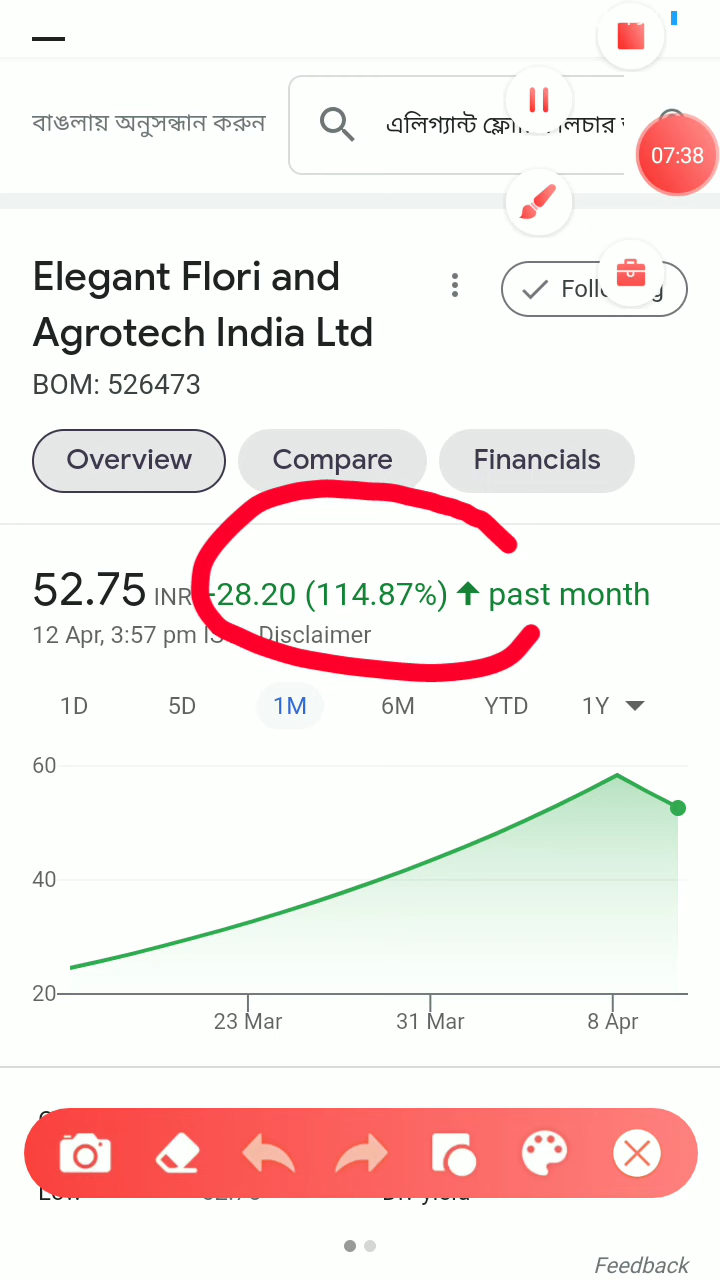 07:38
বাঙলায় অনুসন্ধান করুন
এলিগ্যান্ট
Elegant Flori and
Agrotech India Ltd
BOM: 526473
Following
Overview Compare Financials
52.75 INR 28.20 (114.87%) past month
12 Apr, 3:57 pm Disclaimer
1D 5D 1M 6M YTD 1Y
60
40
20
23 Mar 31 Mar 8 Apr
Feedback